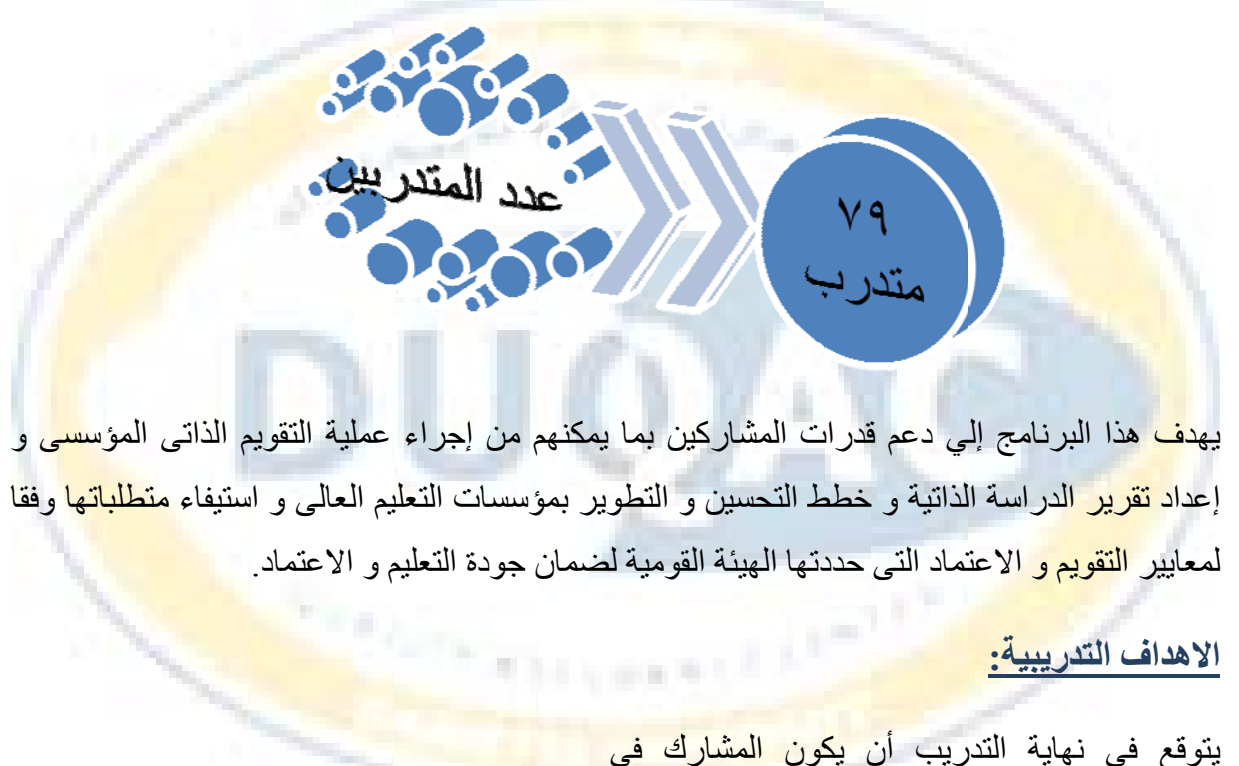 عدد المتدربين
٧٩
متدرب
DUQAC
يهدف هذا البرنامج إلي دعم قدرات المشاركين بما يمكنهم من إجراء عملية التقويم الذاتى المؤسسى و
إعداد تقرير الدراسة الذاتية و خطط التحسين و التطوير بمؤسسات التعليم العالى و استيفاء متطلباتها وفقا
لمعايير التقويم و الاعتماد التى حددتها الهيئة القومية لضمان جودة التعليم و الاعتماد.
الاهداف التدريبية:
يتوقع فى نهاية التدريب أن يكون المشارك فى